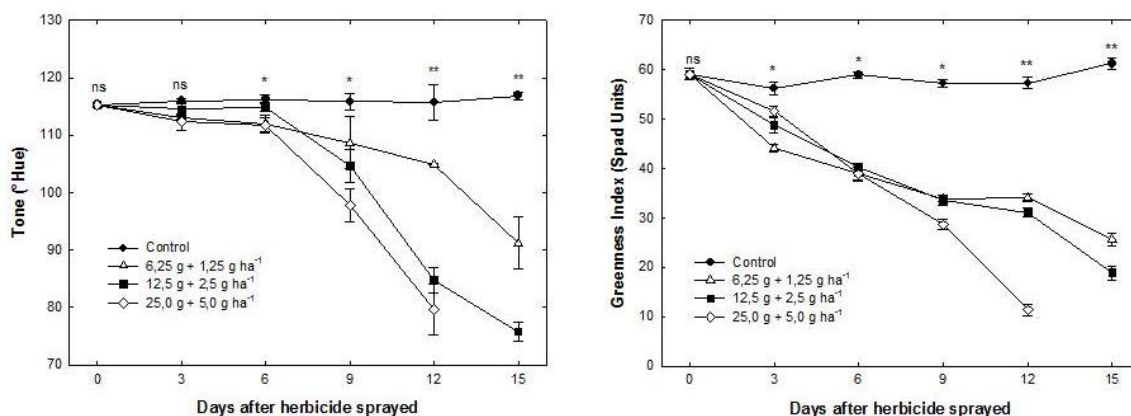 130
120
110
100
90
80
70
Tone (°Hue)
ns
ns
*
*
**
**
Control
6,25 g + 1,25 g ha⁻¹
12,5 g + 2,5 g ha⁻¹
25,0 g + 5,0 g ha⁻¹
0 3 6 9 12 15
Days after herbicide sprayed
70
60
50
40
30
20
10
0
Greenness Index (Spad Units)
ns
*
*
*
**
**
Control
6,25 g + 1,25 g ha⁻¹
12,5 g + 2,5 g ha⁻¹
25,0 g + 5,0 g ha⁻¹
0 3 6 9 12 15
Days after herbicide sprayed